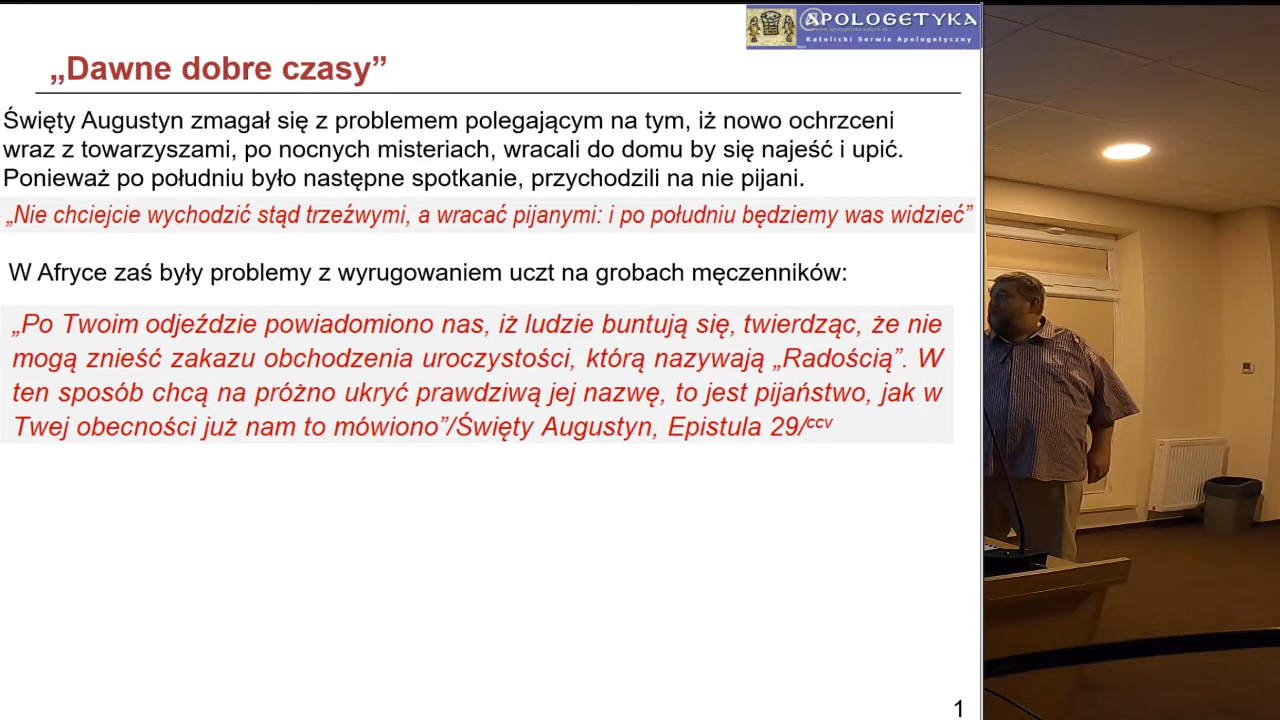 APOLOGETYKA
Katolicki Serwis Apologetyczny
„Dawne dobre czasy”
Święty Augustyn zmagał się z problemem polegającym na tym, iż nowo ochrzceni
wraz z towarzyszami, po nocnych misteriach, wracali do domu by się najeść i upić.
Ponieważ po południu było następne spotkanie, przychodzili na nie pijani.
„Nie chciejcie wychodzić stąd trzeźwymi, a wracać pijanymi: i po południu będziemy was widzieć”
W Afryce zaś były problemy z wyrugowaniem uczt na grobach męczenników:
„Po Twoim odjeździe powiadomiono nas, iż ludzie buntują się, twierdząc, że nie
mogą znieść zakazu obchodzenia uroczystości, którą nazywają „Radością”. W
ten sposób chcą na próżno ukryć prawdziwą jej nazwę, to jest pijaństwo, jak w
Twej obecności już nam to mówiono”/Święty Augustyn, Epistula 29/ccv
1